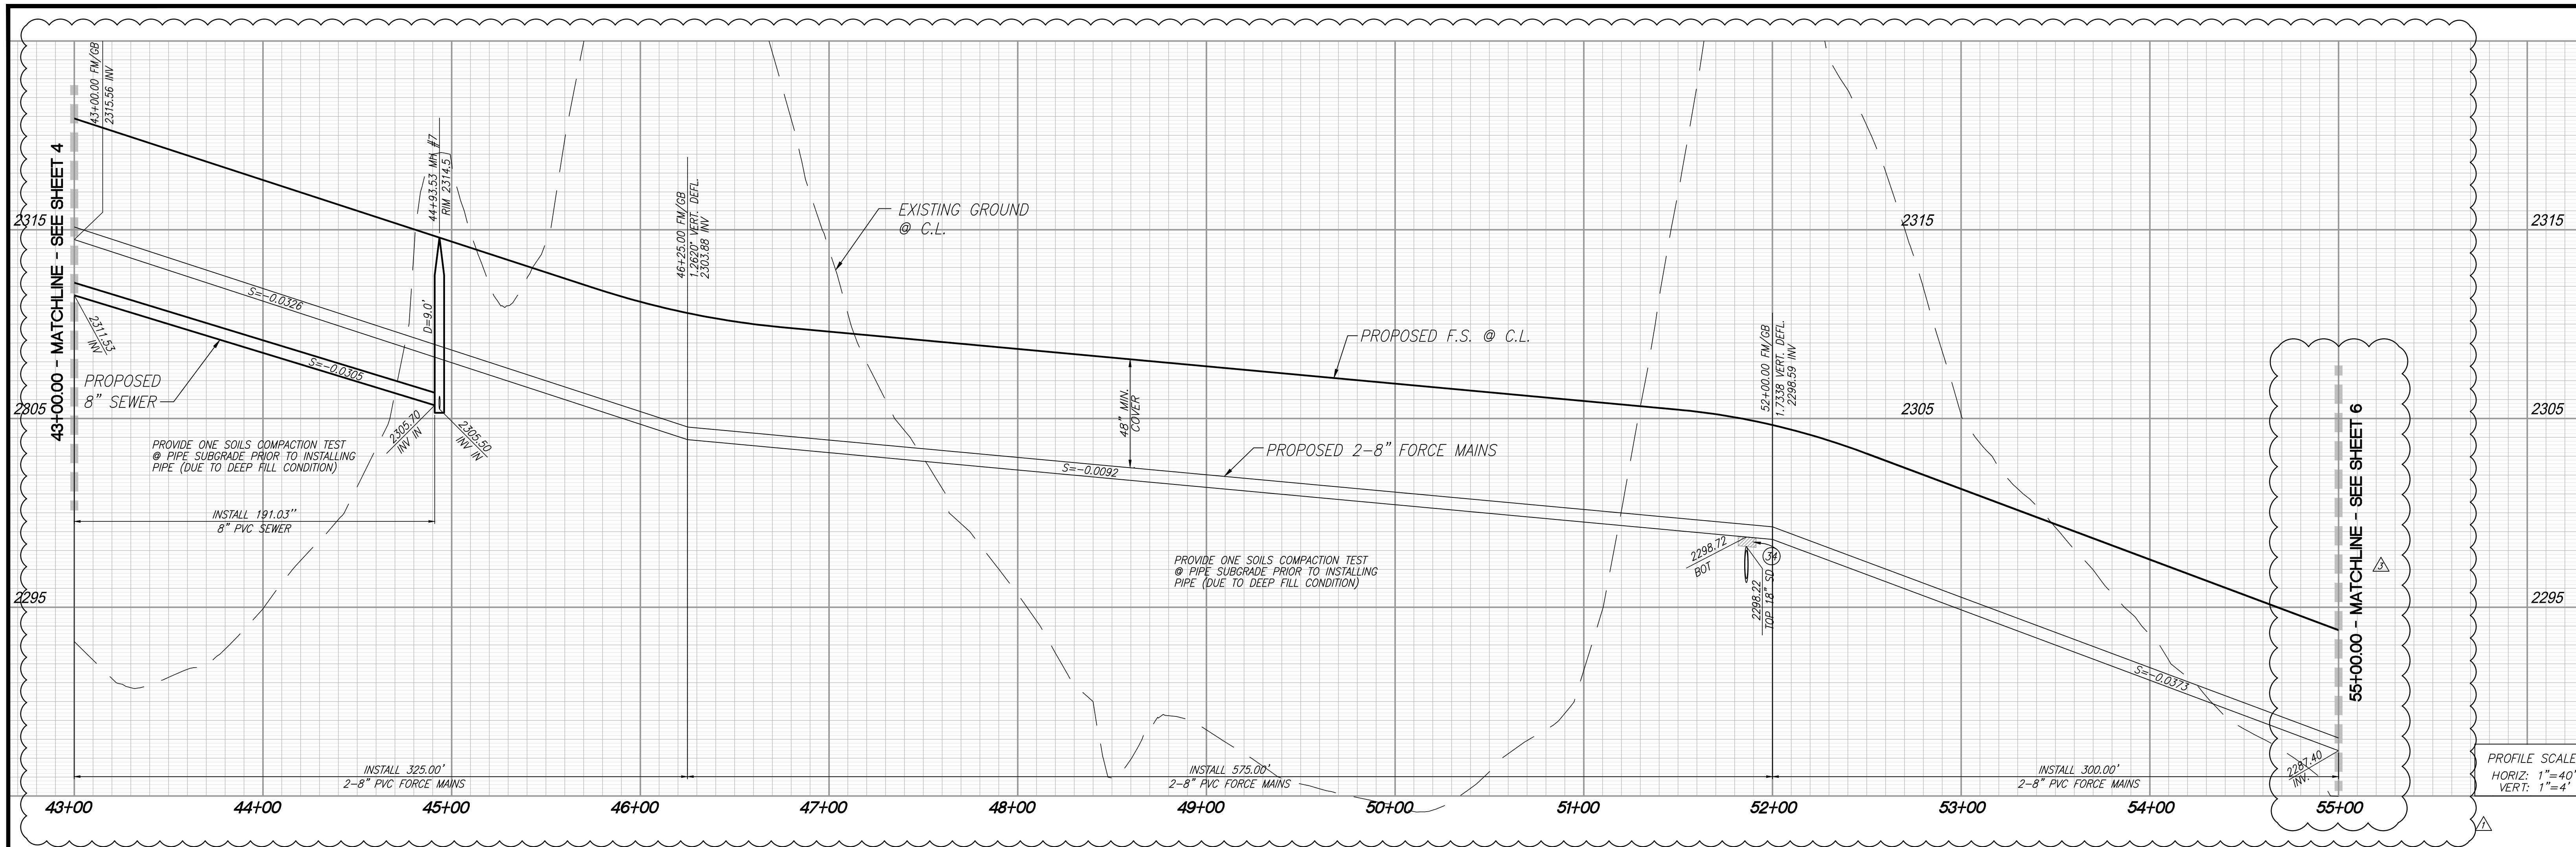 43+00.00 FM/GB
2315.56 INV
43+00.00 - MATCHLINE - SEE SHEET 4
44+93.53 MH #7
RIM 2314.5
46+25.00 FM/GB
1.2620° VERT. DEFL.
2303.88 INV
EXISTING GROUND
@ C.L.
2315
2315
2315
S=-0.0326
D=9.0'
2311.53
INV
PROPOSED
8" SEWER
S=-0.0305
PROPOSED F.S. @ C.L.
52+00.00 FM/GB
1.7338 VERT. DEFL.
2298.59 INV
48" MIN.
COVER
2305
2305
2305
2305.70
INV IN
2305.50
INV IN
PROVIDE ONE SOILS COMPACTION TEST
@ PIPE SUBGRADE PRIOR TO INSTALLING
PIPE (DUE TO DEEP FILL CONDITION)
PROPOSED 2-8" FORCE MAINS
S=-0.0092
INSTALL 191.03''
8" PVC SEWER
PROVIDE ONE SOILS COMPACTION TEST
@ PIPE SUBGRADE PRIOR TO INSTALLING
PIPE (DUE TO DEEP FILL CONDITION)
2298.72
BOT
34
2298.22
TOP 18" SD
55+00.00 - MATCHLINE - SEE SHEET 6
3
2295
2295
S=-0.0373
2287.40
INV.
INSTALL 325.00'
2-8" PVC FORCE MAINS
INSTALL 575.00'
2-8" PVC FORCE MAINS
INSTALL 300.00'
2-8" PVC FORCE MAINS
PROFILE SCALE
HORIZ: 1"=40'
VERT: 1"=4'
43+00 44+00 45+00 46+00 47+00 48+00 49+00 50+00 51+00 52+00 53+00 54+00 55+00
1